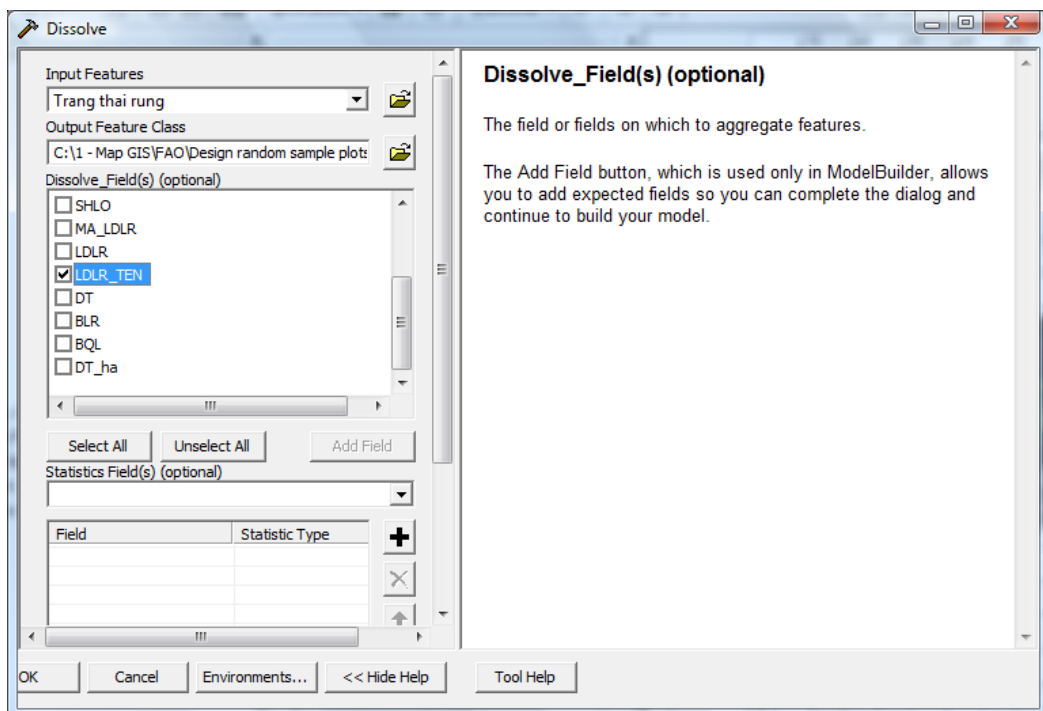 Dissolve
Input Features
Trang thai rung
Output Feature Class
C:\1 - Map GIS\FAO\Design random sample plots
Dissolve_Field(s) (optional)
SHLO
MA_LDLR
LDLR
LDLR_TEN
DT
BLR
BQL
DT_ha
Select All Unselect All Add Field
Statistics Field(s) (optional)
Field Statistic Type
OK Cancel Environments... << Hide Help Tool Help
Dissolve_Field(s) (optional)
The field or fields on which to aggregate features.
The Add Field button, which is used only in ModelBuilder, allows
you to add expected fields so you can complete the dialog and
continue to build your model.